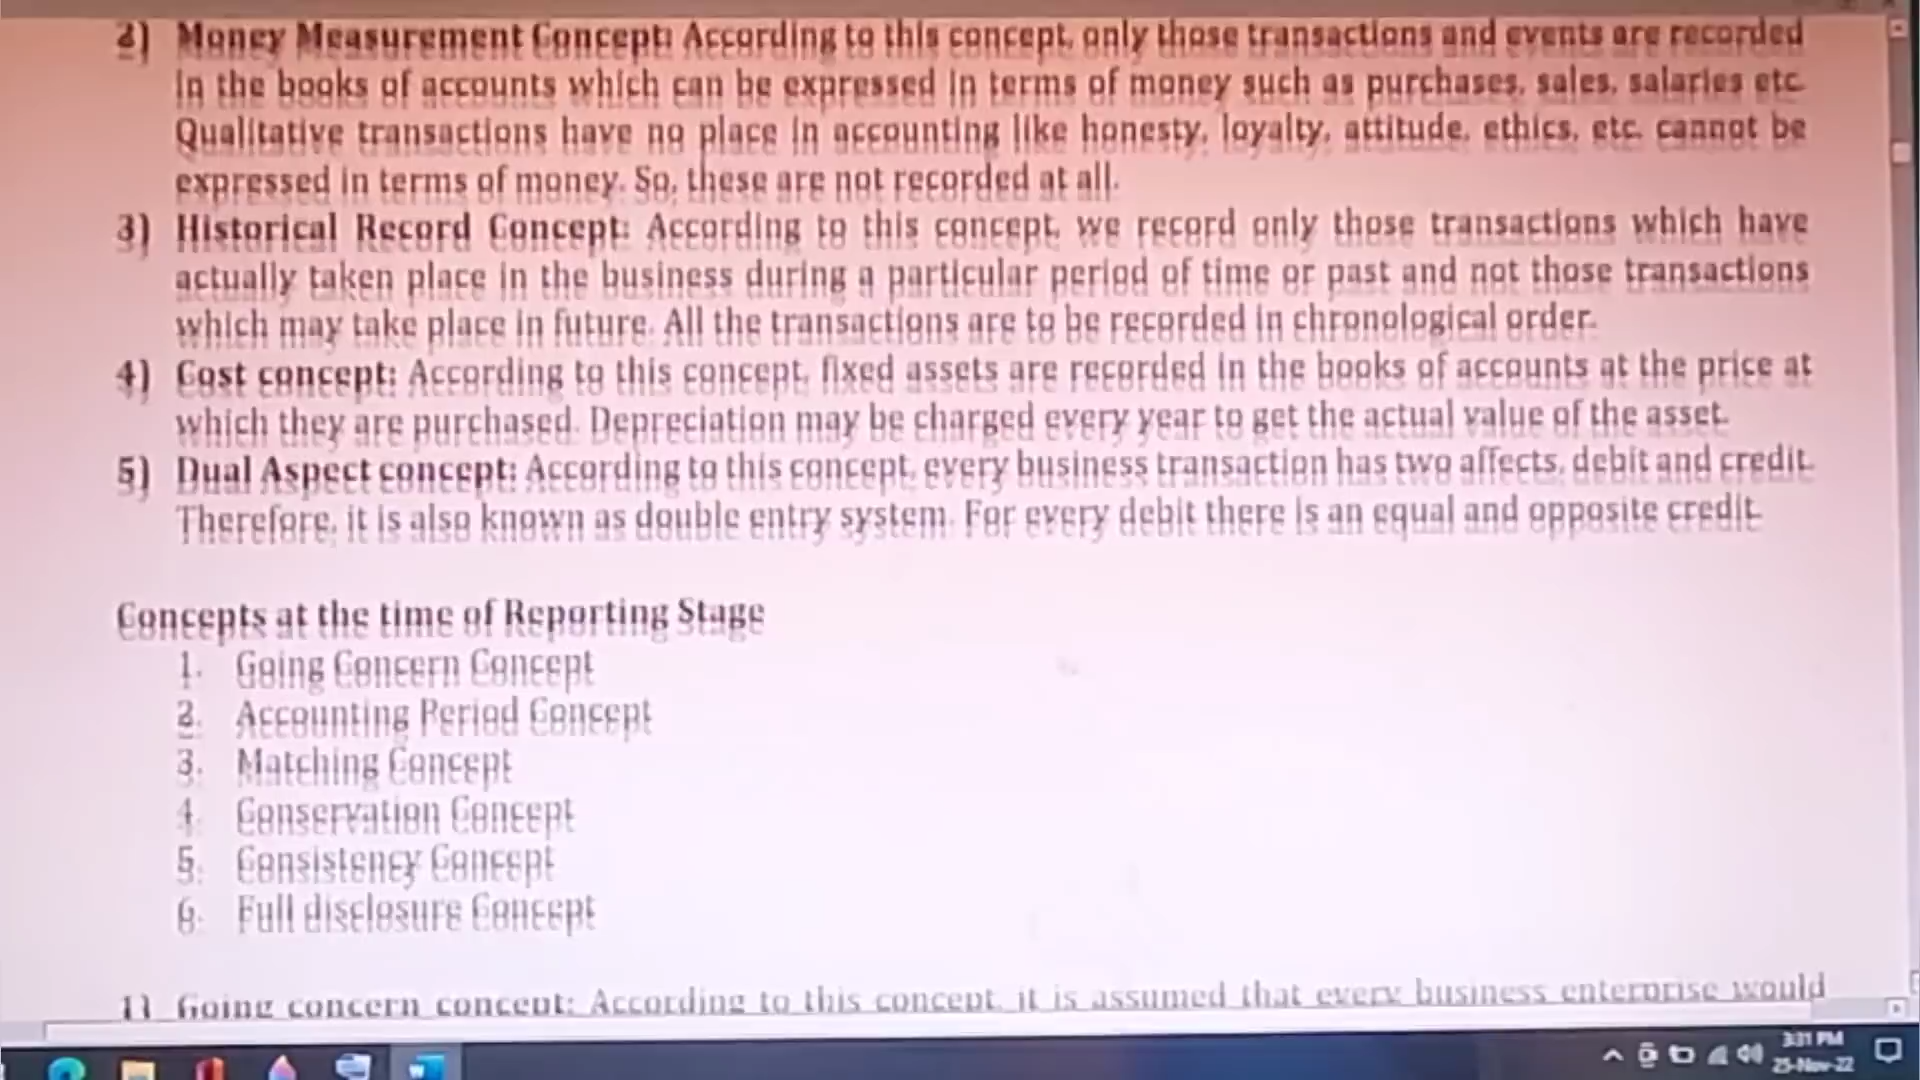 2) Money Measurement Concept: According to this concept, only those transactions and events are recorded
in the books of accounts which can be expressed in terms of money such as purchases, sales, salaries etc.
Qualitative transactions have no place in accounting like honesty, loyalty, attitude, ethics, etc. cannot be
expressed in terms of money. So, these are not recorded at all.
3) Historical Record Concept: According to this concept, we record only those transactions which have
actually taken place in the business during a particular period of time or past and not those transactions
which may take place in future. All the transactions are to be recorded in chronological order.
4) Cost concept: According to this concept, fixed assets are recorded in the books of accounts at the price at
which they are purchased. Depreciation may be charged every year to get the actual value of the asset.
5) Dual Aspect concept: According to this concept, every business transaction has two affects, debit and credit.
Therefore, it is also known as double entry system. For every debit there is an equal and opposite credit.
Concepts at the time of Reporting Stage
1. Going Concern Concept
2. Accounting Period Concept
3. Matching Concept
4. Conservation Concept
5. Consistency Concept
6. Full disclosure Concept
1) Going concern concept: According to this concept, it is assumed that every business enterprise would
3:31 PM
25-Nov-22